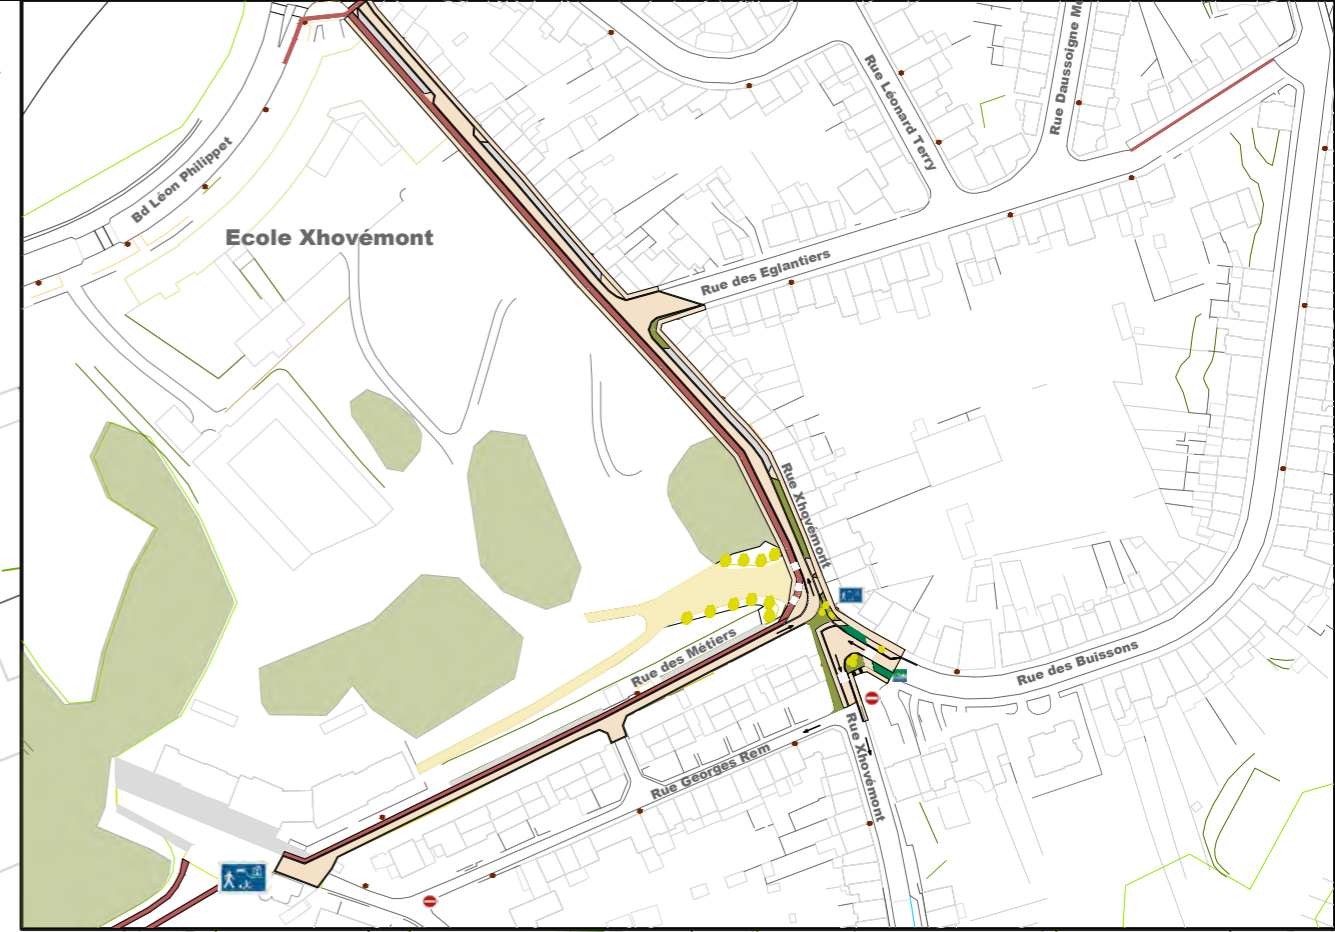 Rue Daussoigne Mé
Rue Léonard Terry
Bd Léon Philippet
Ecole Xhovémont
Rue des Eglantiers
Rue Xhovémont
Rue des Métiers
Rue des Buissons
Rue Georges Rem
Rue Xhovémont